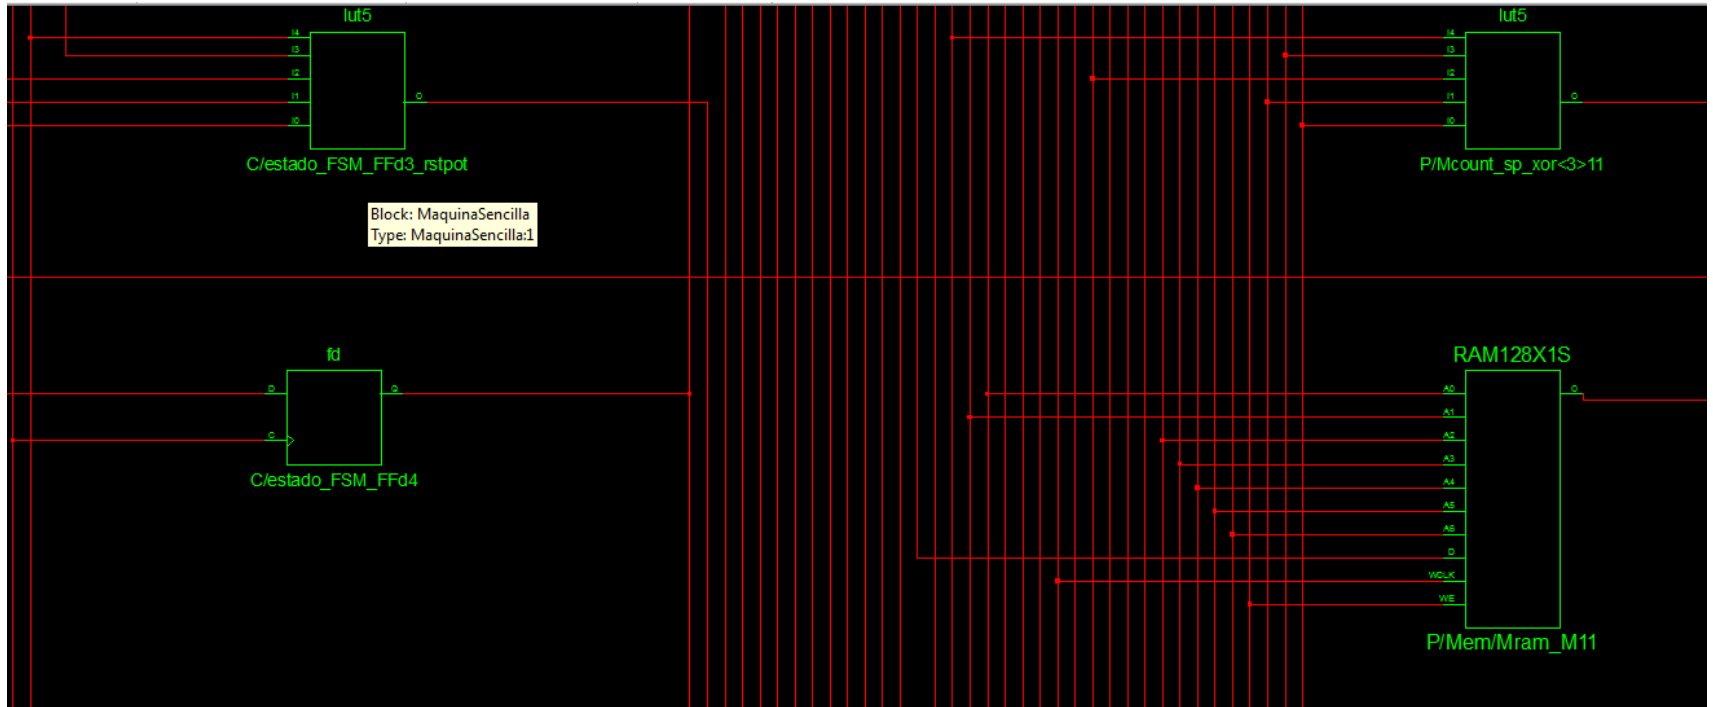 lut5
I4
I3
I2
I1
I0
O
C/estado_FSM_FFd3_rstpot
Block: MaquinaSencilla
Type: MaquinaSencilla:1
fd
D
C
Q
C/estado_FSM_FFd4
lut5
I4
I3
I2
I1
I0
O
P/Mcount_sp_xor<3>11
RAM128X1S
A0
A1
A2
A3
A4
A5
A6
D
WCLK
WE
O
P/Mem/Mram_M11